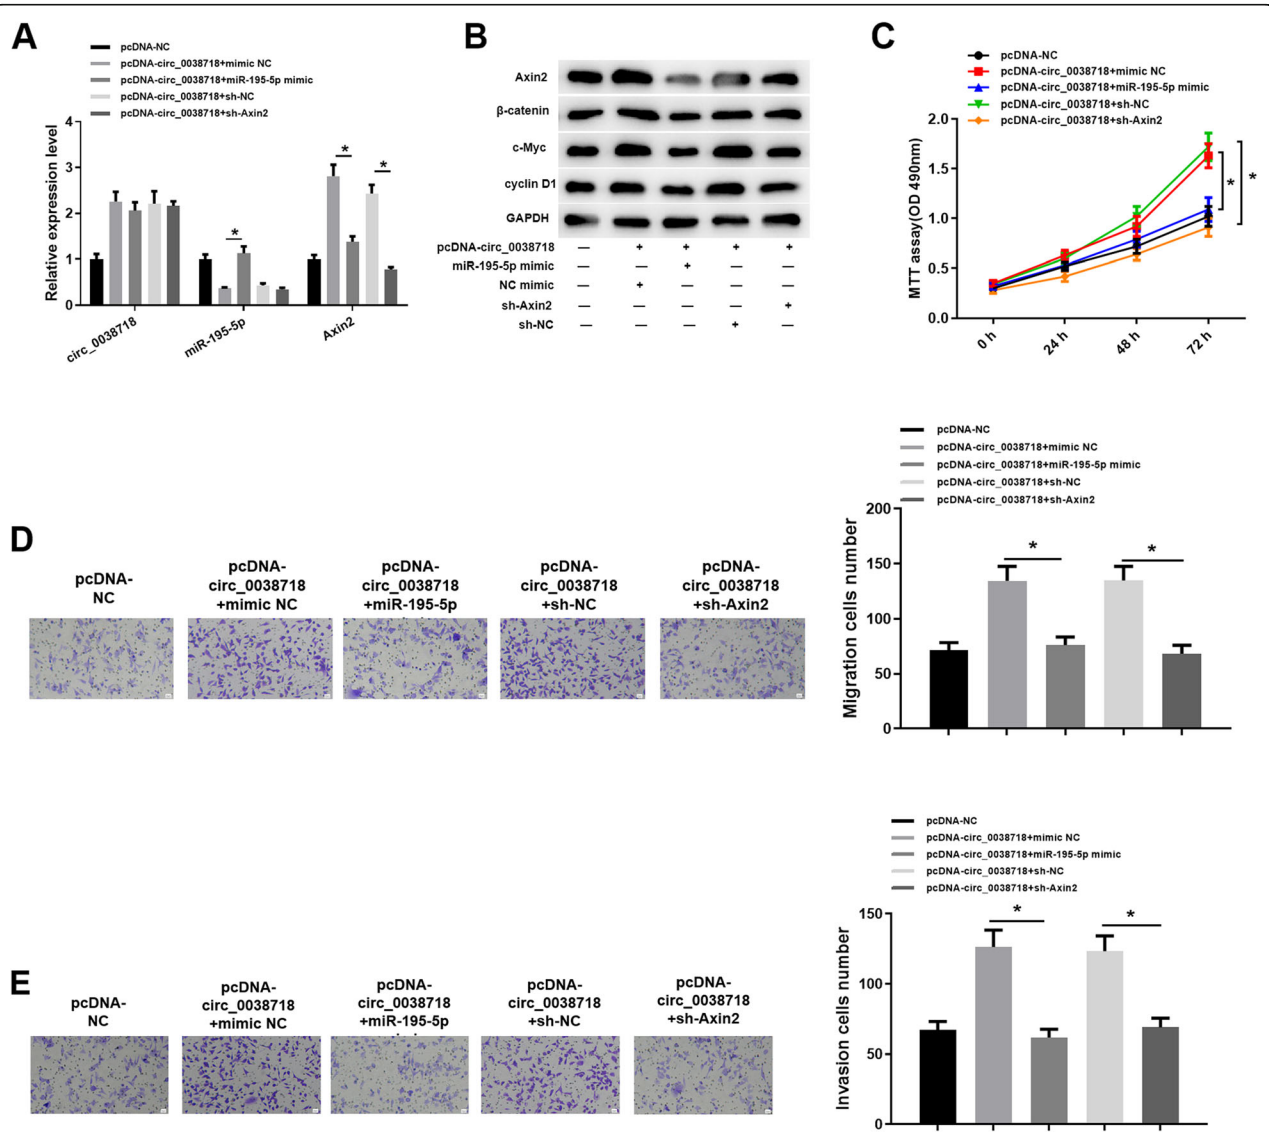 A
pcDNA-NC
pcDNA-circ_0038718+mimic NC
pcDNA-circ_0038718+miR-195-5p mimic
pcDNA-circ_0038718+sh-NC
pcDNA-circ_0038718+sh-Axin2
Relative expression level
4
3
2
1
0
*
*
*
circ_0038718
miR-195-5p
Axin2
B
Axin2
β-catenin
c-Myc
cyclin D1
GAPDH
pcDNA-circ_0038718 — + + + +
miR-195-5p mimic — — + — —
NC mimic — + — — —
sh-Axin2 — — — — +
sh-NC — — — + —
C
pcDNA-NC
pcDNA-circ_0038718+mimic NC
pcDNA-circ_0038718+miR-195-5p mimic
pcDNA-circ_0038718+sh-NC
pcDNA-circ_0038718+sh-Axin2
MTT assay(OD 490nm)
2.0
1.5
1.0
0.5
0.0
*
*
0 h
24 h
48 h
72 h
D
pcDNA-
NC
pcDNA-
circ_0038718
+mimic NC
pcDNA-
circ_0038718
+miR-195-5p
pcDNA-
circ_0038718
+sh-NC
pcDNA-
circ_0038718
+sh-Axin2
pcDNA-NC
pcDNA-circ_0038718+mimic NC
pcDNA-circ_0038718+miR-195-5p mimic
pcDNA-circ_0038718+sh-NC
pcDNA-circ_0038718+sh-Axin2
Migration cells number
200
150
100
50
0
*
*
E
pcDNA-
NC
pcDNA-
circ_0038718
+mimic NC
pcDNA-
circ_0038718
+miR-195-5p
pcDNA-
circ_0038718
+sh-NC
pcDNA-
circ_0038718
+sh-Axin2
pcDNA-NC
pcDNA-circ_0038718+mimic NC
pcDNA-circ_0038718+miR-195-5p mimic
pcDNA-circ_0038718+sh-NC
pcDNA-circ_0038718+sh-Axin2
Invasion cells number
150
100
50
0
*
*